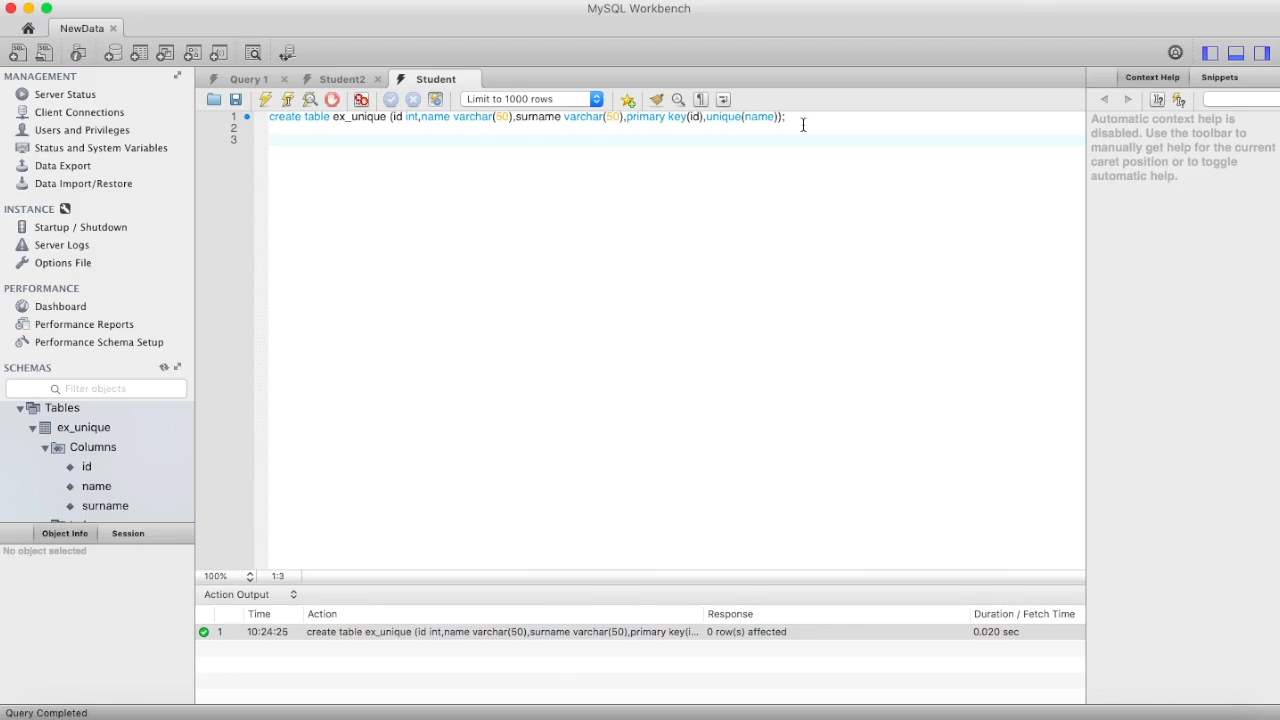 MySQL Workbench
NewData
Query 1
Student2
Student
MANAGEMENT
Server Status
Client Connections
Users and Privileges
Status and System Variables
Data Export
Data Import/Restore
INSTANCE
Startup / Shutdown
Server Logs
Options File
PERFORMANCE
Dashboard
Performance Reports
Performance Schema Setup
SCHEMAS
Filter objects
Tables
ex_unique
Columns
id
name
surname
Object Info
Session
No object selected
Limit to 1000 rows
1 create table ex_unique (id int,name varchar(50),surname varchar(50),primary key(id),unique(name));
2
3
100%
1:3
Action Output
Time Action Response Duration / Fetch Time
1 10:24:25 create table ex_unique (id int,name varchar(50),surname varchar(50),primary key(i... 0 row(s) affected 0.020 sec
Context Help
Snippets
Automatic context help is
disabled. Use the toolbar to
manually get help for the current
caret position or to toggle
automatic help.
Query Completed